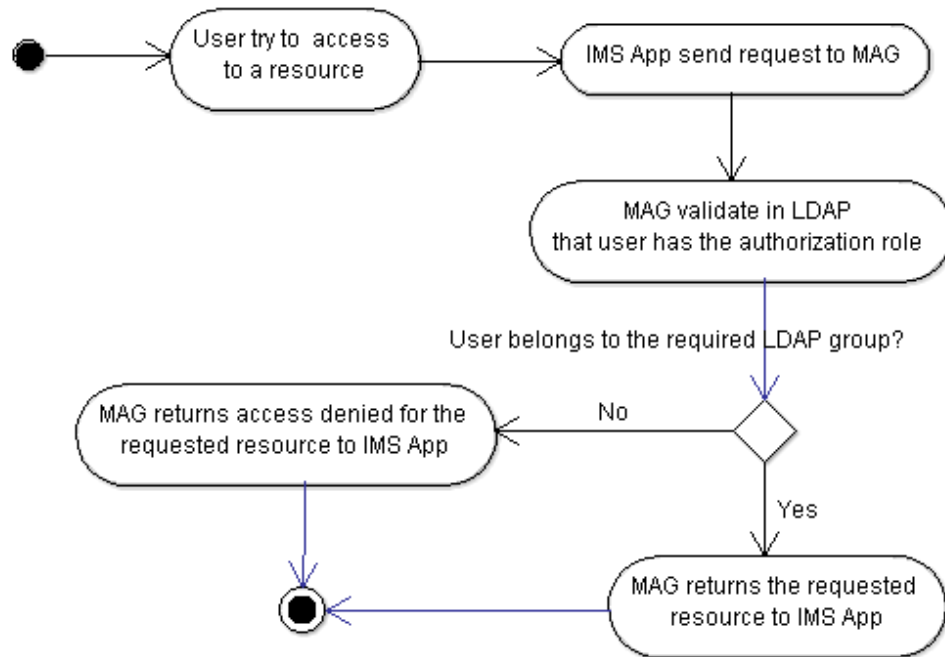 User try to access
to a resource
IMS App send request to MAG
MAG validate in LDAP
that user has the authorization role
User belongs to the required LDAP group?
No
MAG returns access denied for the
requested resource to IMS App
Yes
MAG returns the requested
resource to IMS App